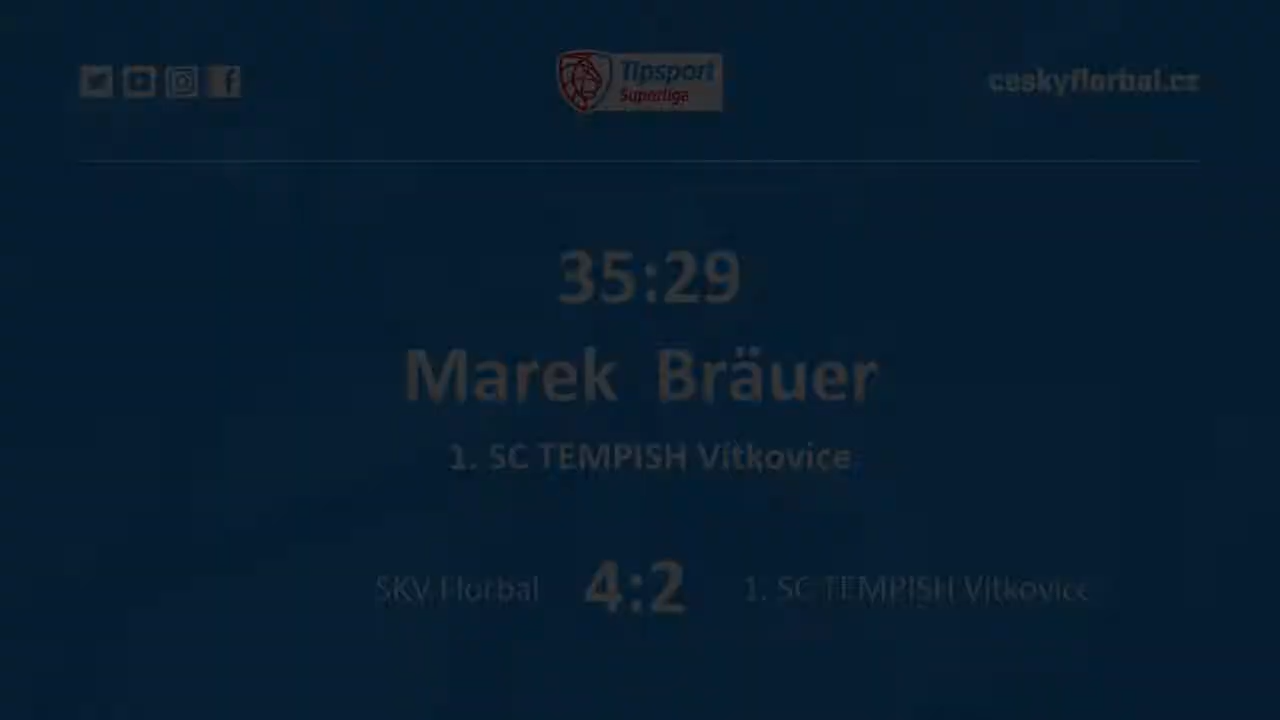 Tipsport
Superliga
ceskyflorbal.cz
35:29
Marek Bräuer
1. SC TEMPISH Vítkovice
SKV Florbal 4:2 1. SC TEMPISH Vítkovice